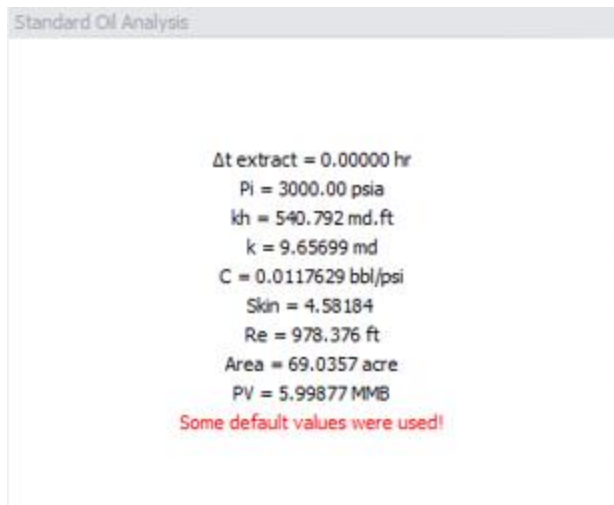 Standard Oil Analysis
Δt extract = 0.00000 hr
Pi = 3000.00 psia
kh = 540.792 md.ft
k = 9.65699 md
C = 0.0117629 bbl/psi
Skin = 4.58184
Re = 978.376 ft
Area = 69.0357 acre
PV = 5.99877 MMB
Some default values were used!